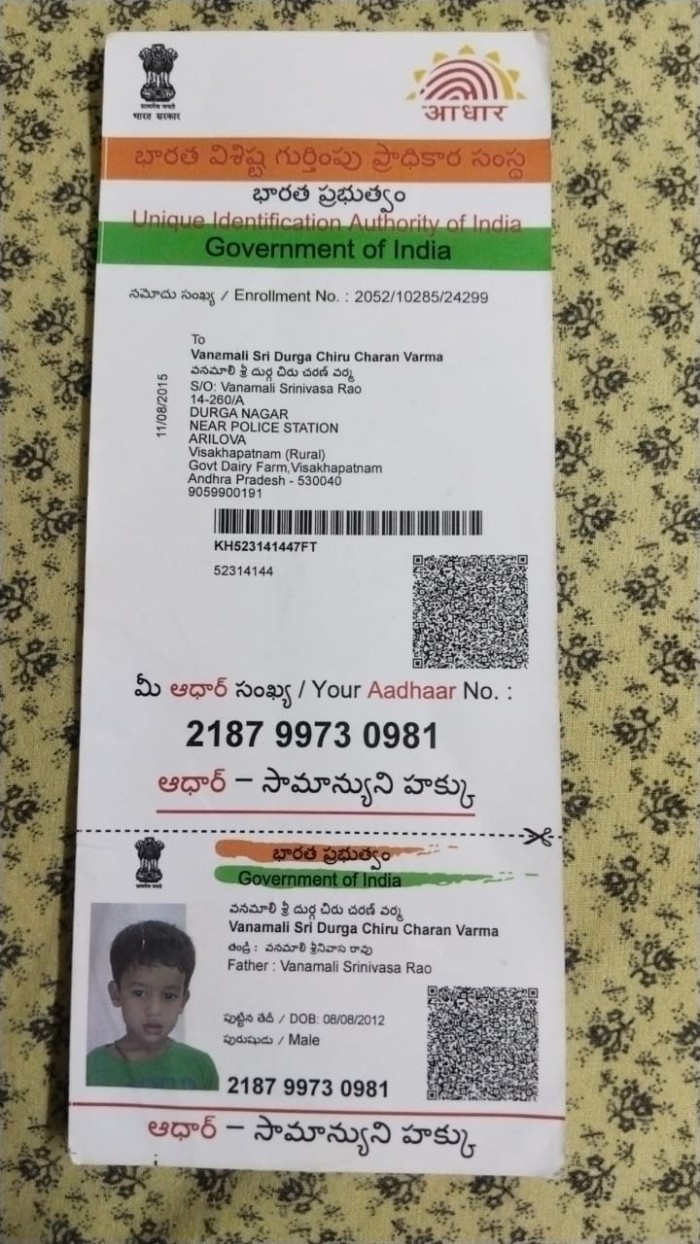 सत्यमेव जयते
भारत सरकार
आधार
భారత విశిష్ట గుర్తింపు ప్రాధికార సంస్థ
భారత ప్రభుత్వం
Unique Identification Authority of India
Government of India
నమోదు సంఖ్య / Enrollment No. : 2052/10285/24299
11/08/2015
To
Vanamali Sri Durga Chiru Charan Varma
వనమాలి శ్రీ దుర్గ చిరు చరణ్ వర్మ
S/O: Vanamali Srinivasa Rao
14-260/A
DURGA NAGAR
NEAR POLICE STATION
ARILOVA
Visakhapatnam (Rural)
Govt Dairy Farm,Visakhapatnam
Andhra Pradesh - 530040
9059900191
KH523141447FT
52314144
మీ ఆధార్ సంఖ్య / Your Aadhaar No. :
2187 9973 0981
ఆధార్ – సామాన్యుని హక్కు
భారత ప్రభుత్వం
Government of India
వనమాలి శ్రీ దుర్గ చిరు చరణ్ వర్మ
Vanamali Sri Durga Chiru Charan Varma
తండ్రి : వనమాలి శ్రీనివాస రావు
Father : Vanamali Srinivasa Rao
పుట్టిన తేదీ / DOB: 08/08/2012
పురుషుడు / Male
2187 9973 0981
ఆధార్ – సామాన్యుని హక్కు